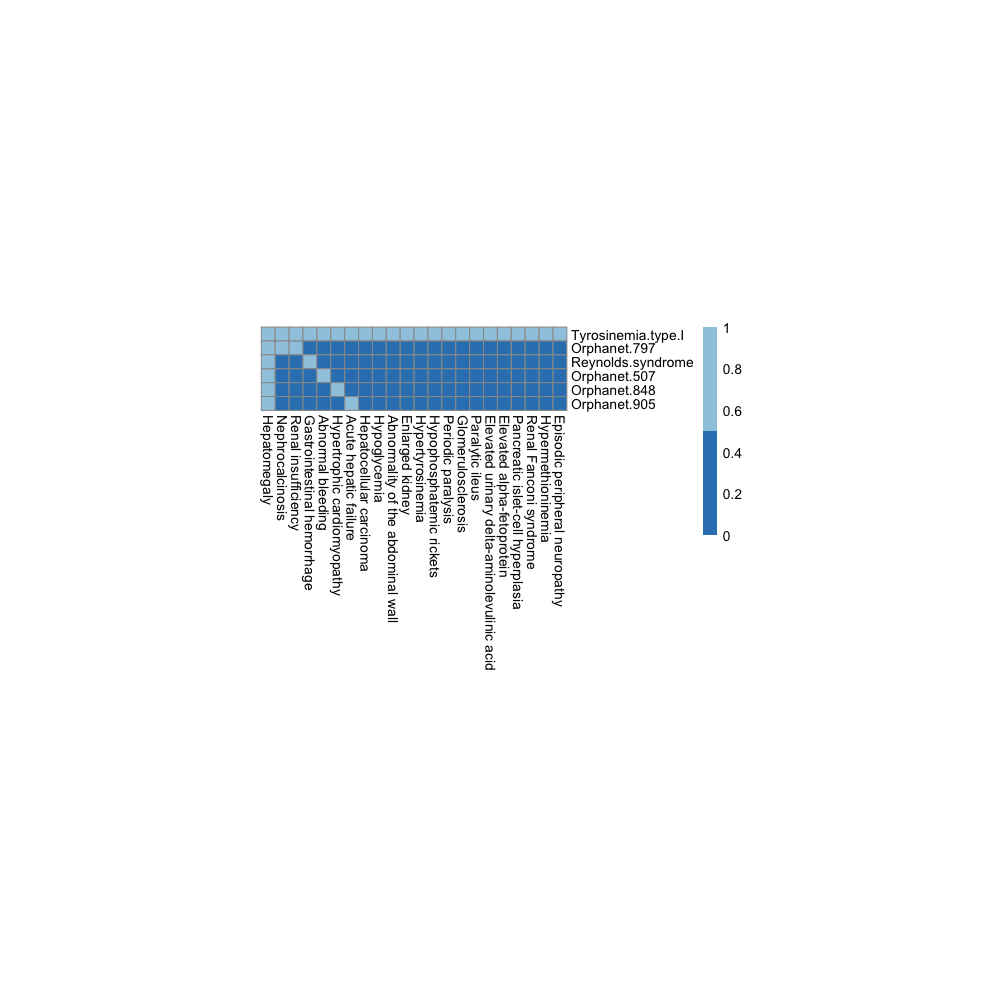 Tyrosinemia.type.I
Orphanet.797
Reynolds.syndrome
Orphanet.507
Orphanet.848
Orphanet.905
1
0.8
0.6
0.4
0.2
0
Hepatomegaly
Nephrocalcinosis
Renal insufficiency
Gastrointestinal hemorrhage
Abnormal bleeding
Hypertrophic cardiomyopathy
Acute hepatic failure
Hepatocellular carcinoma
Hypoglycemia
Abnormality of the abdominal wall
Enlarged kidney
Hypertyrosinemia
Hypophosphatemic rickets
Periodic paralysis
Glomerulosclerosis
Paralytic ileus
Elevated urinary delta-aminolevulinic acid
Elevated alpha-fetoprotein
Pancreatic islet-cell hyperplasia
Renal Fanconi syndrome
Hypermethioninemia
Episodic peripheral neuropathy